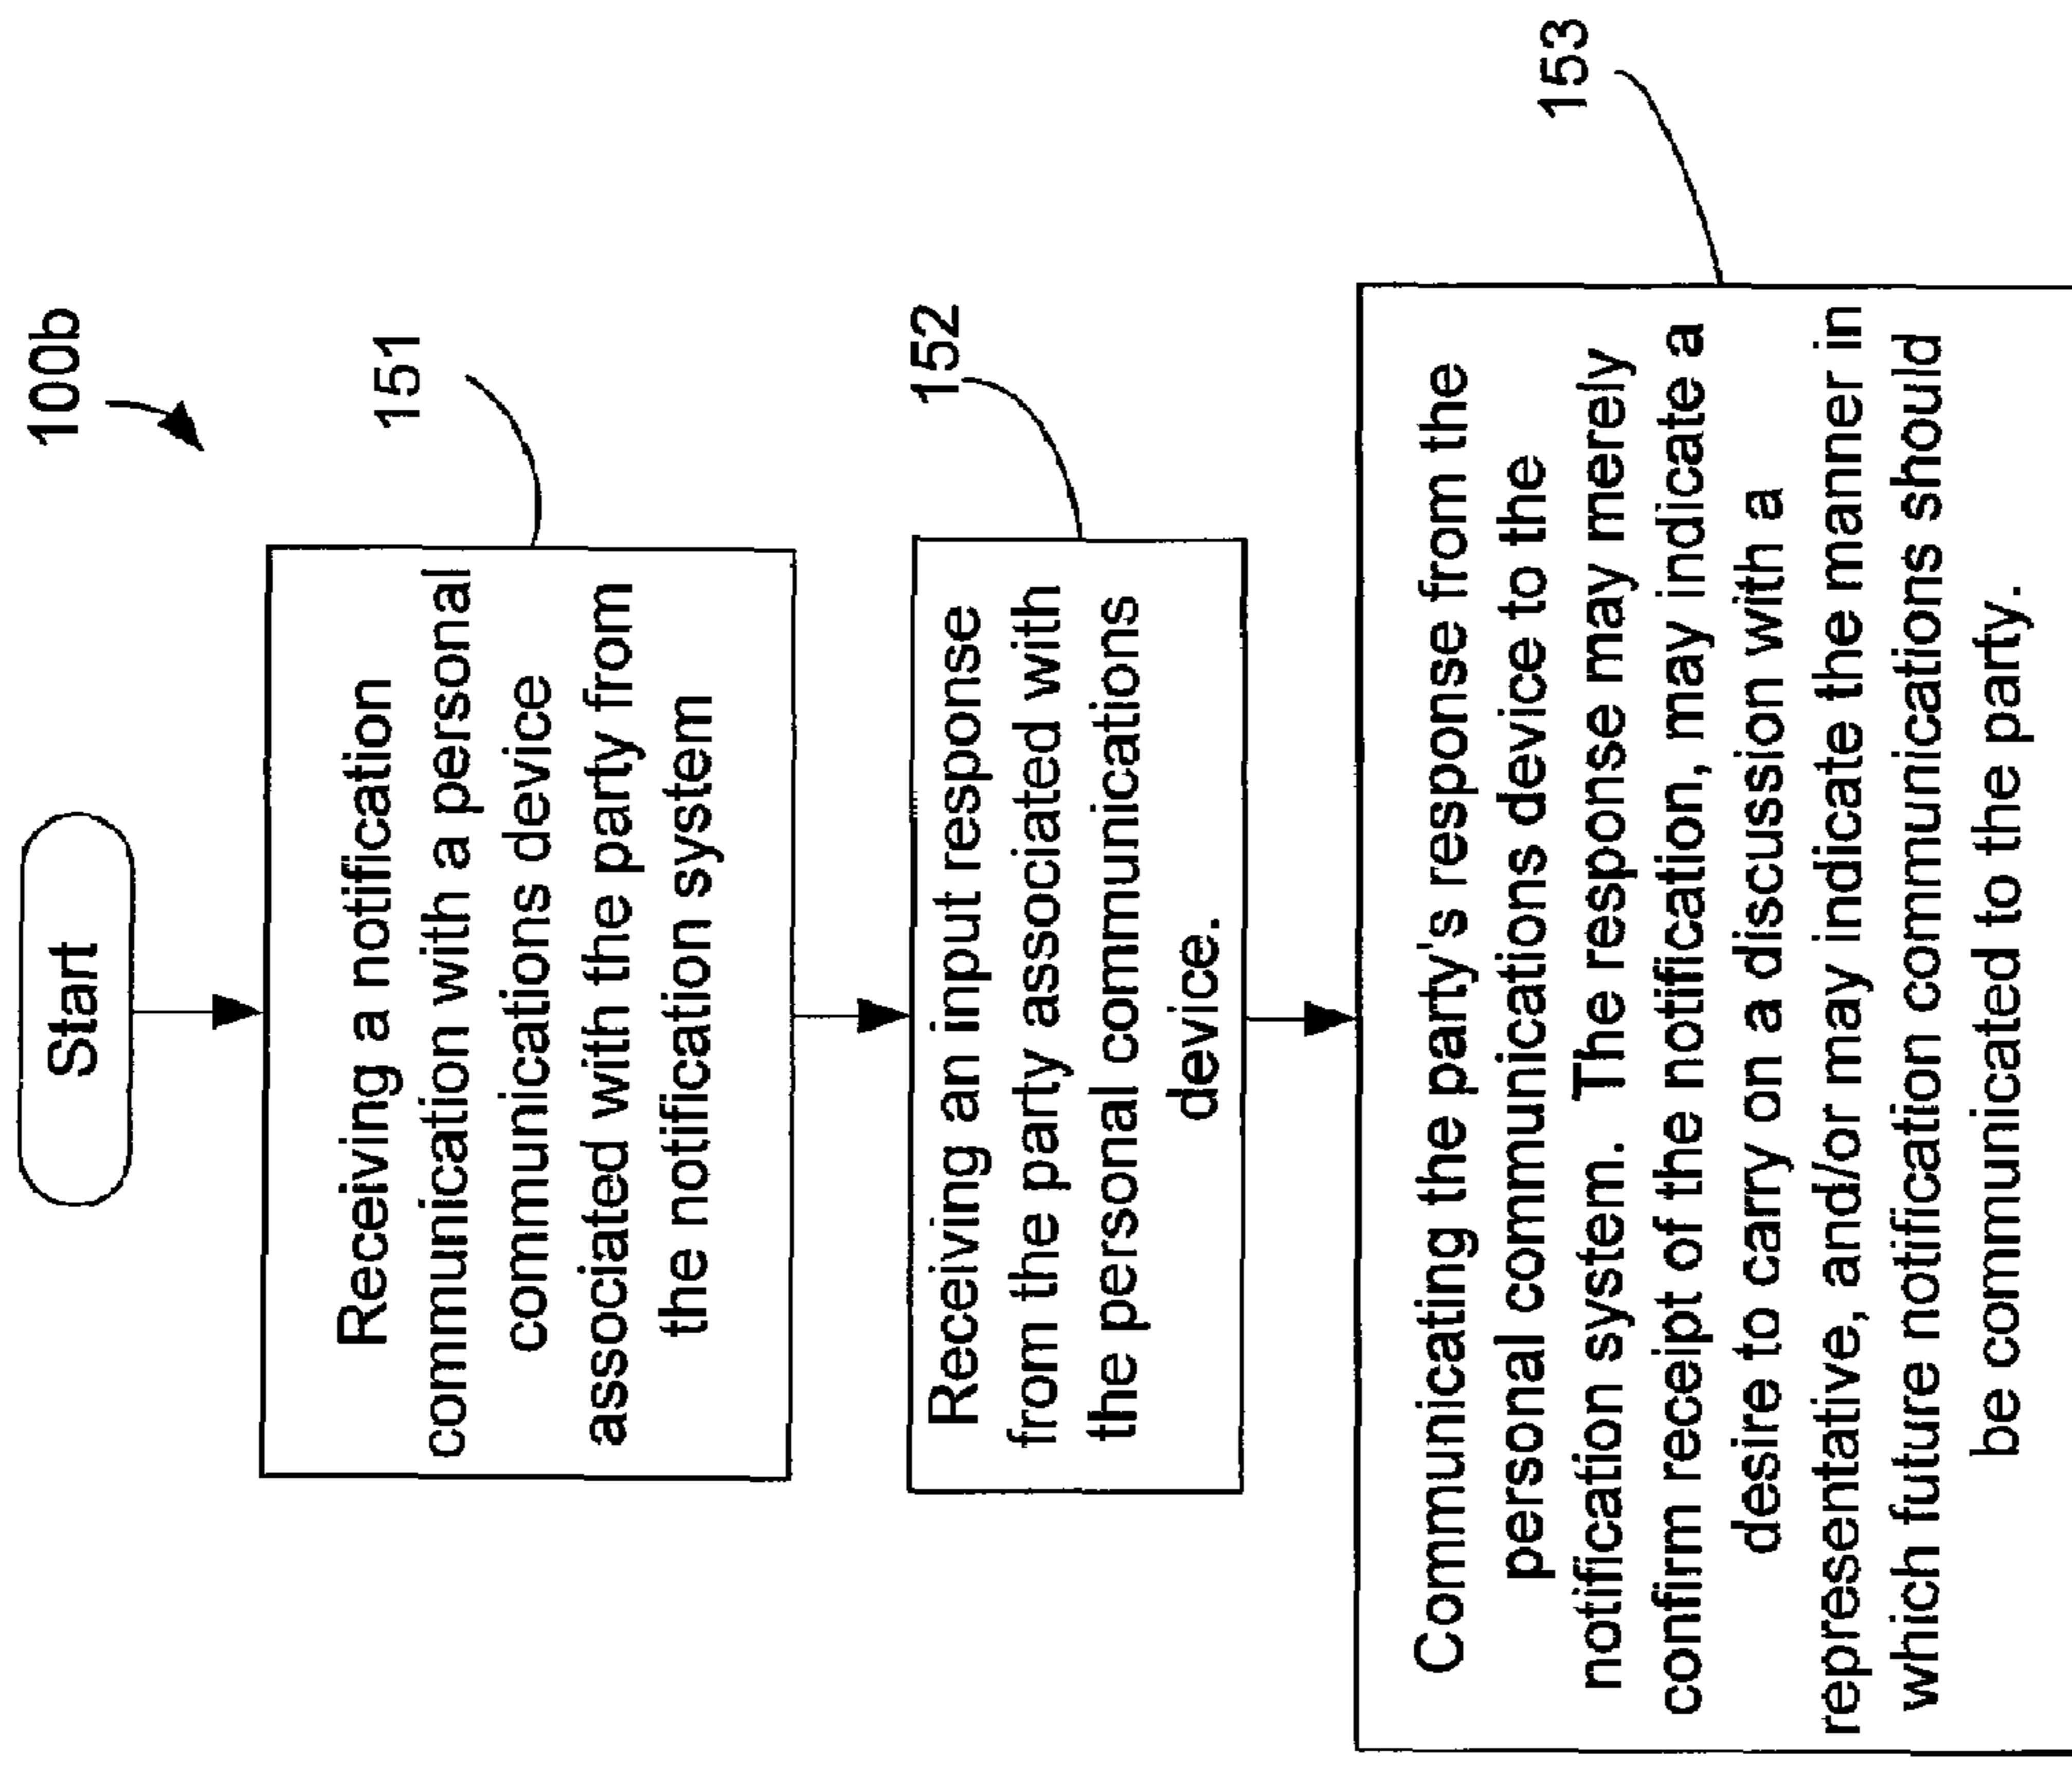 100b
Start
151
Receiving a notification
communication with a personal
communications device
associated with the party from
the notification system
152
Receiving an input response
from the party associated with
the personal communications
device.
153
Communicating the party's response from the
personal communications device to the
notification system. The response may merely
confirm receipt of the notification, may indicate a
desire to carry on a discussion with a
representative, and/or may indicate the manner in
which future notification communications should
be communicated to the party.